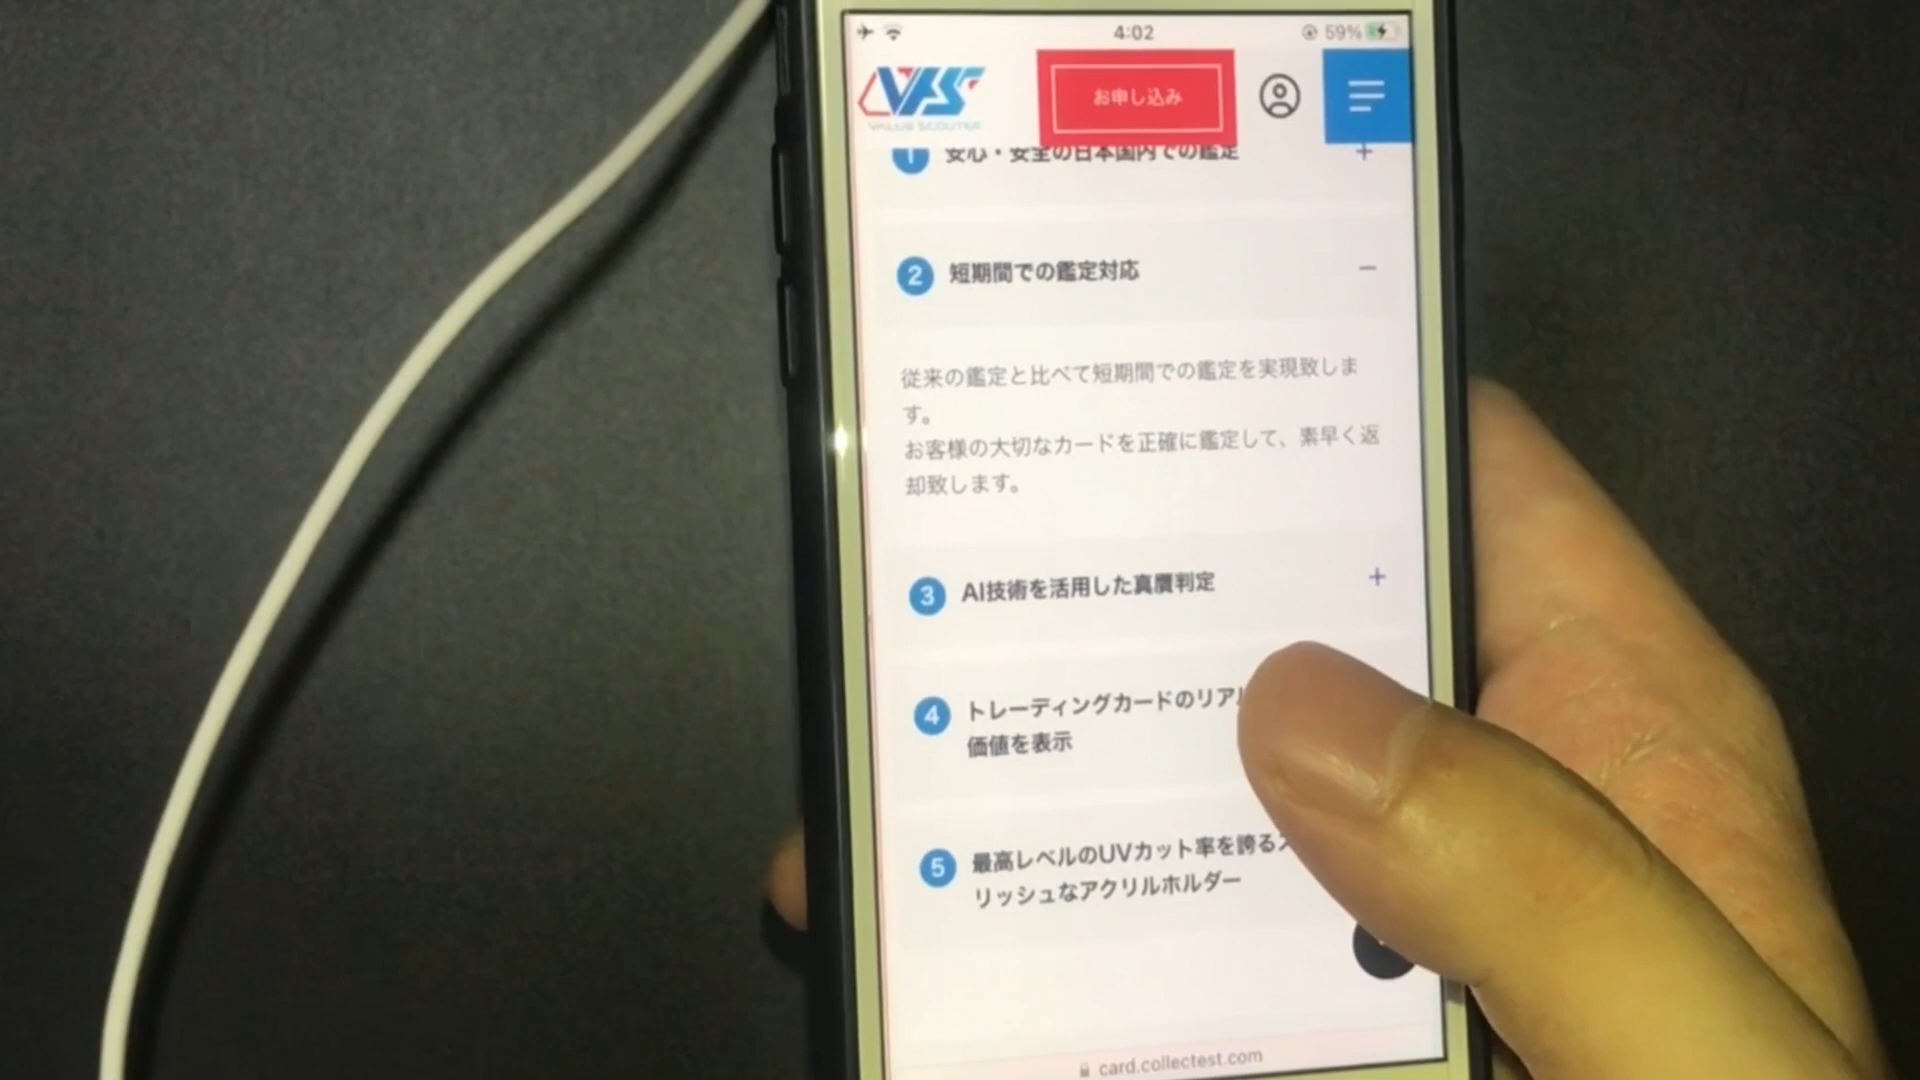 4:02
59%
VS
VALUE SCOUTER
お申し込み
1 安心・安全の日本国内での鑑定 +
2 短期間での鑑定対応 −
従来の鑑定と比べて短期間での鑑定を実現致しま
す。
お客様の大切なカードを正確に鑑定して、素早く返
却致します。
3 AI技術を活用した真贋判定 +
4 トレーディングカードのリアル
価値を表示
5 最高レベルのUVカット率を誇るス
リッシュなアクリルホルダー
card.collectest.com